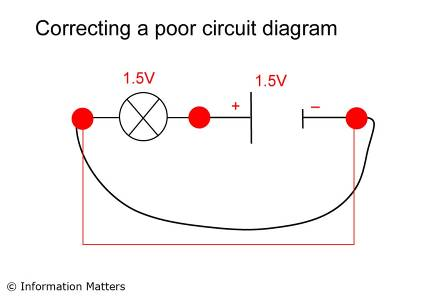 Correcting a poor circuit diagram
1.5V
1.5V
+
–
© Information Matters